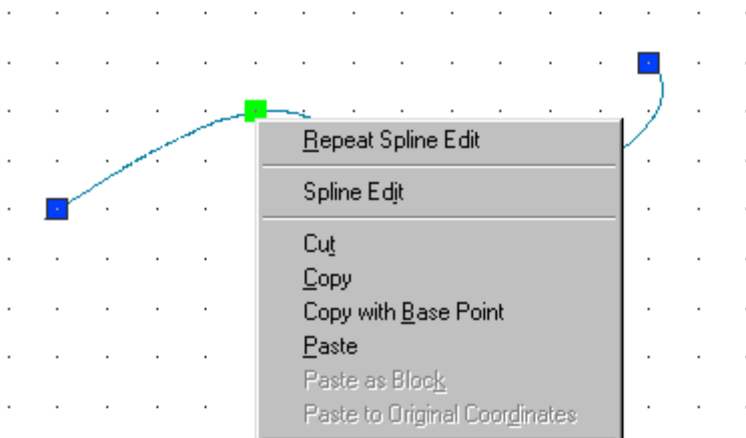 Repeat Spline Edit
Spline Edit
Cut
Copy
Copy with Base Point
Paste
Paste as Block
Paste to Original Coordinates